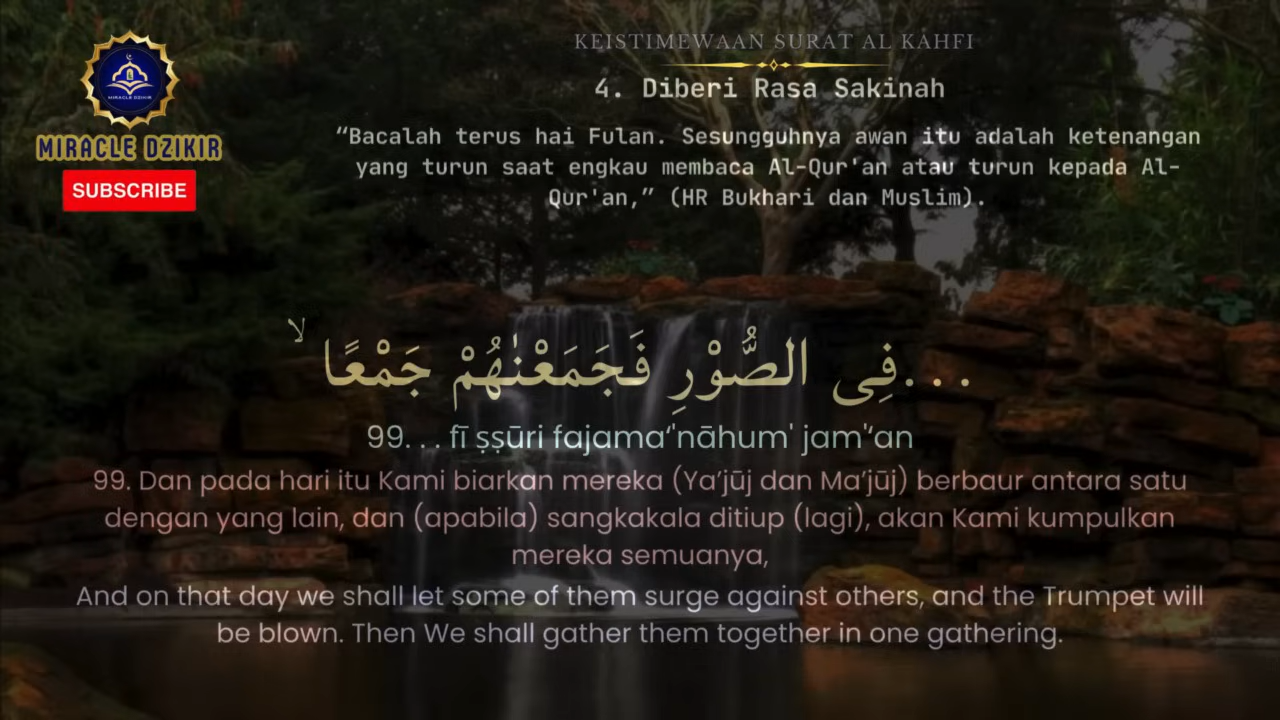 KEISTIMEWAAN SURAT AL KAHFI
4. Diberi Rasa Sakinah
“Bacalah terus hai Fulan. Sesungguhnya awan itu adalah ketenangan
yang turun saat engkau membaca Al-Qur'an atau turun kepada Al-
Qur'an,” (HR Bukhari dan Muslim).
MIRACLE DZIKIR
MIRACLE DZIKIR
SUBSCRIBE
...فِى الصُّوْرِ فَجَمَعْنٰهُمْ جَمْعًا ۙ
99. . . fī ṣṣūri fajama‘'nāhum' jam'‘an
99. Dan pada hari itu Kami biarkan mereka (Ya’jūj dan Ma’jūj) berbaur antara satu
dengan yang lain, dan (apabila) sangkakala ditiup (lagi), akan Kami kumpulkan
mereka semuanya,
And on that day we shall let some of them surge against others, and the Trumpet will
be blown. Then We shall gather them together in one gathering.